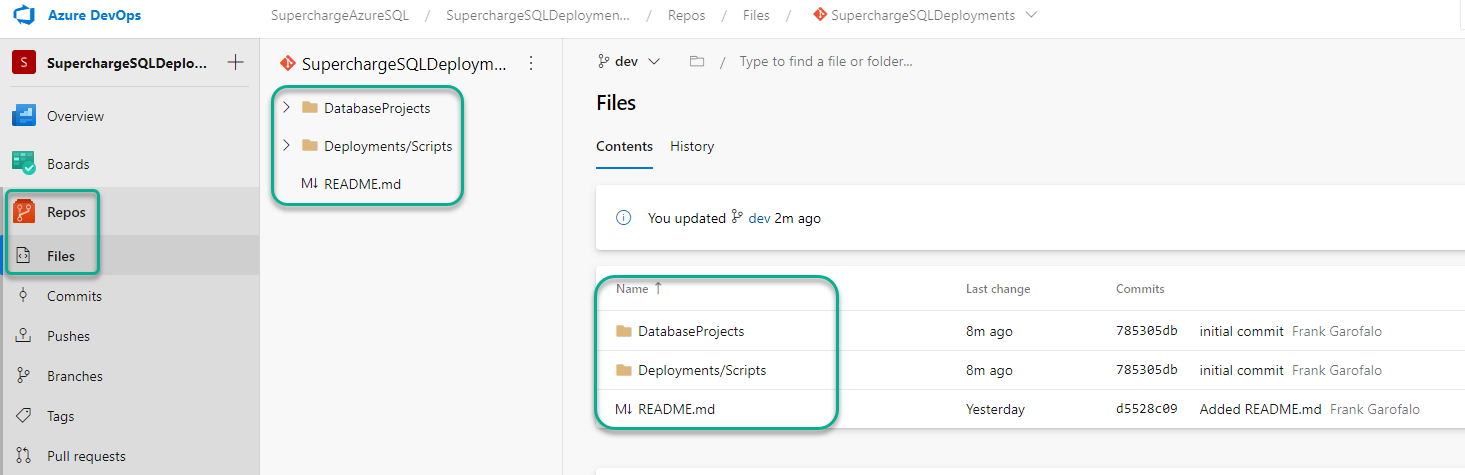 Azure DevOps
SuperchargeAzureSQL / SuperchargeSQLDeploymen... / Repos / Files / SuperchargeSQLDeployments
S SuperchargeSQLDeplo...
Overview
Boards
Repos
Files
Commits
Pushes
Branches
Tags
Pull requests
SuperchargeSQLDeploym...
DatabaseProjects
Deployments/Scripts
M↓ README.md
dev / Type to find a file or folder...
Files
Contents History
You updated dev 2m ago
Name ↑ Last change Commits
DatabaseProjects 8m ago 785305db initial commit Frank Garofalo
Deployments/Scripts 8m ago 785305db initial commit Frank Garofalo
M↓ README.md Yesterday d5528c09 Added README.md Frank Garofalo